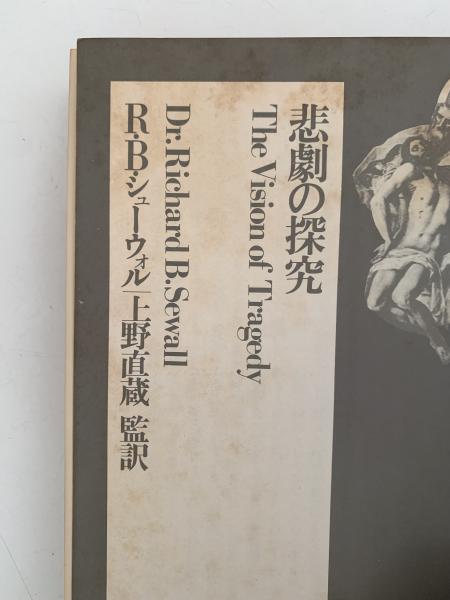 悲劇の探究
The Vision of Tragedy
Dr. Richard B. Sewall
R・B・シューウォル|上野直蔵 監訳